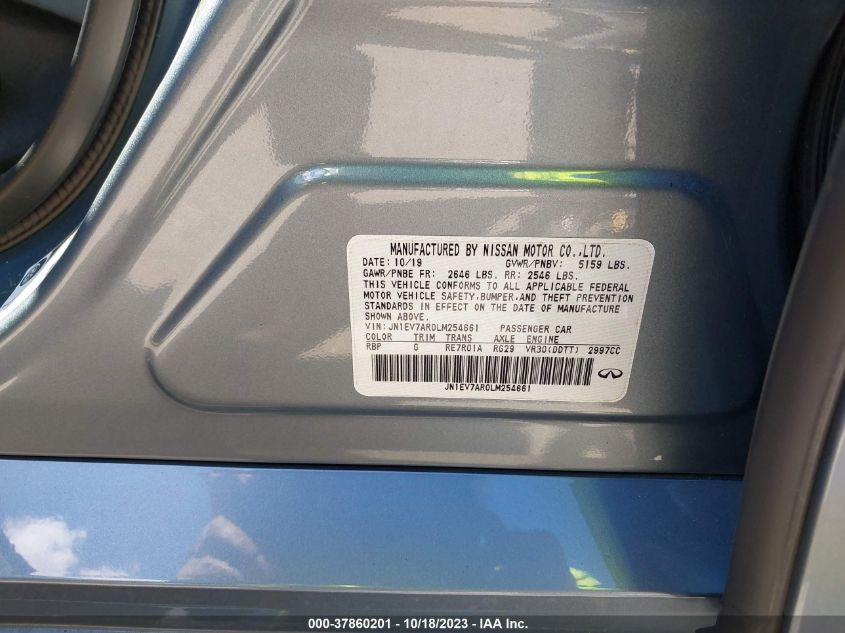 MANUFACTURED BY NISSAN MOTOR CO.,LTD.
DATE: 10/19 GVWR/PNBV: 5159 LBS.
GAWR/PNBE FR: 2646 LBS. RR: 2546 LBS.
THIS VEHICLE CONFORMS TO ALL APPLICABLE FEDERAL
MOTOR VEHICLE SAFETY,BUMPER,AND THEFT PREVENTION
STANDARDS IN EFFECT ON THE DATE OF MANUFACTURE
SHOWN ABOVE.
VIN: JN1EV7AR0LM254661 PASSENGER CAR
COLOR TRIM TRANS AXLE ENGINE
RBP G RE7R01A RG29 VR30(DDTT) 2997CC
JN1EV7AR0LM254661
000-37860201 - 10/18/2023 - IAA Inc.